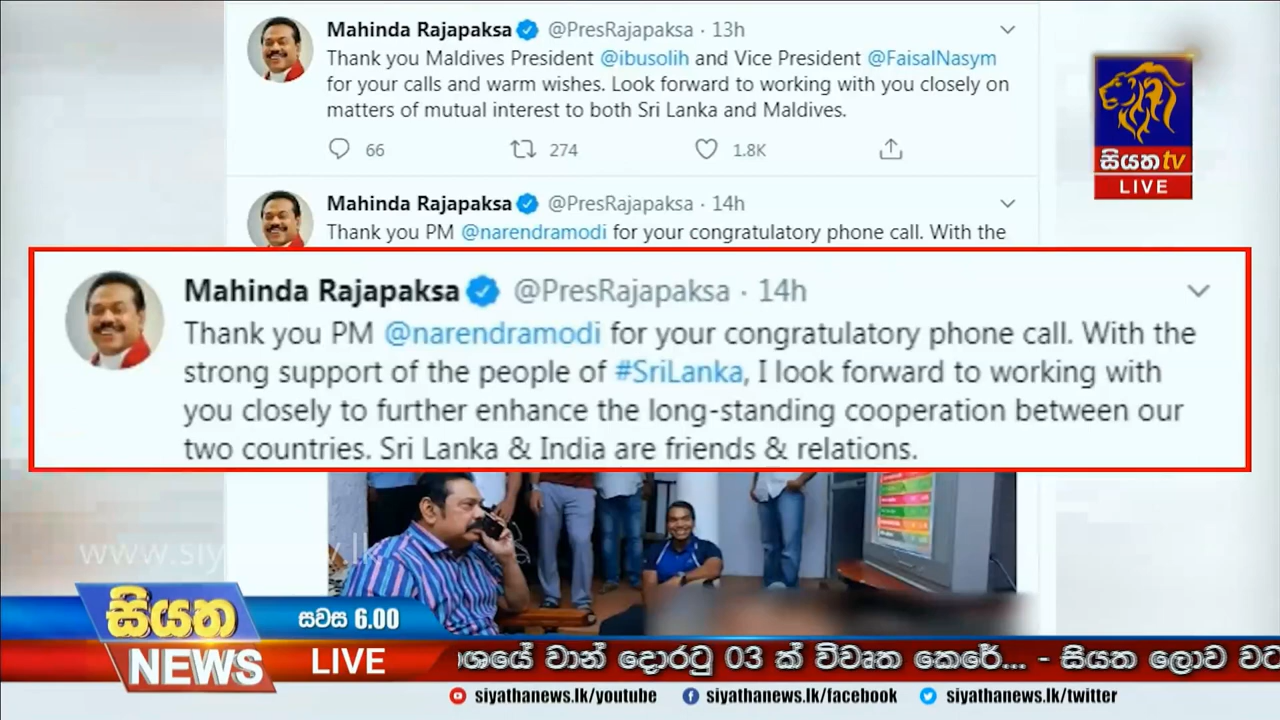 Mahinda Rajapaksa @PresRajapaksa · 13h
Thank you Maldives President @ibusolih and Vice President @FaisalNasym
for your calls and warm wishes. Look forward to working with you closely on
matters of mutual interest to both Sri Lanka and Maldives.
66 274 1.8K
සියත tv
LIVE
Mahinda Rajapaksa @PresRajapaksa · 14h
Thank you PM @narendramodi for your congratulatory phone call. With the
Mahinda Rajapaksa @PresRajapaksa · 14h
Thank you PM @narendramodi for your congratulatory phone call. With the
strong support of the people of #SriLanka, I look forward to working with
you closely to further enhance the long-standing cooperation between our
two countries. Sri Lanka & India are friends & relations.
සියත
NEWS
සවස 6.00
LIVE
වාන් දොරටු 03 ක් විවෘත කෙරේ... - සියත ලොව වට
siyathanews.lk/youtube siyathanews.lk/facebook siyathanews.lk/twitter